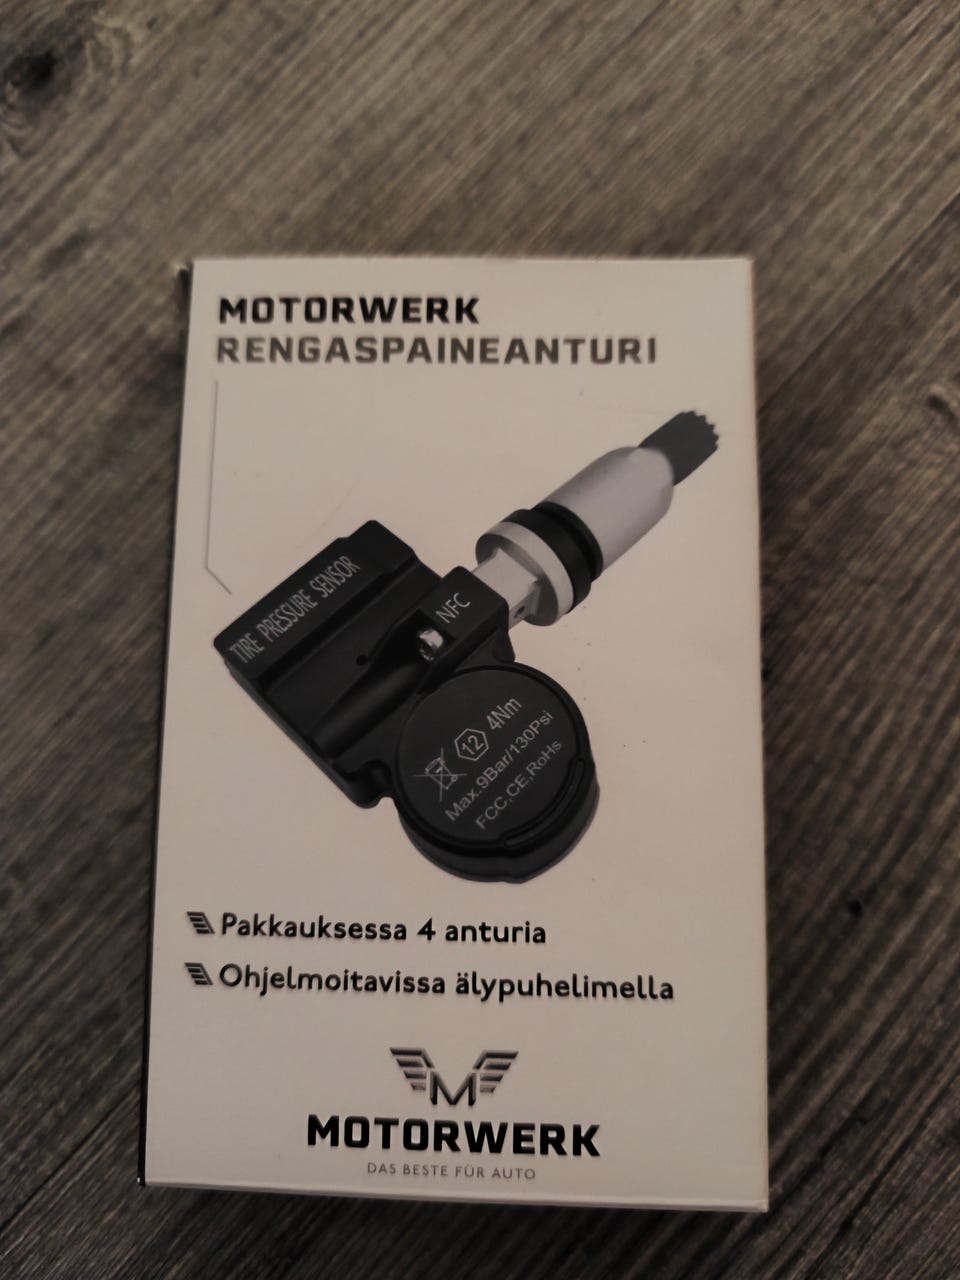 MOTORWERK
RENGASPAINEANTURI
TIRE PRESSURE SENSOR
NFC
12 4Nm
Max.9Bar/130Psi
FCC,CE,RoHs
Pakkauksessa 4 anturia
Ohjelmoitavissa älypuhelimella
M
MOTORWERK
DAS BESTE FÜR AUTO